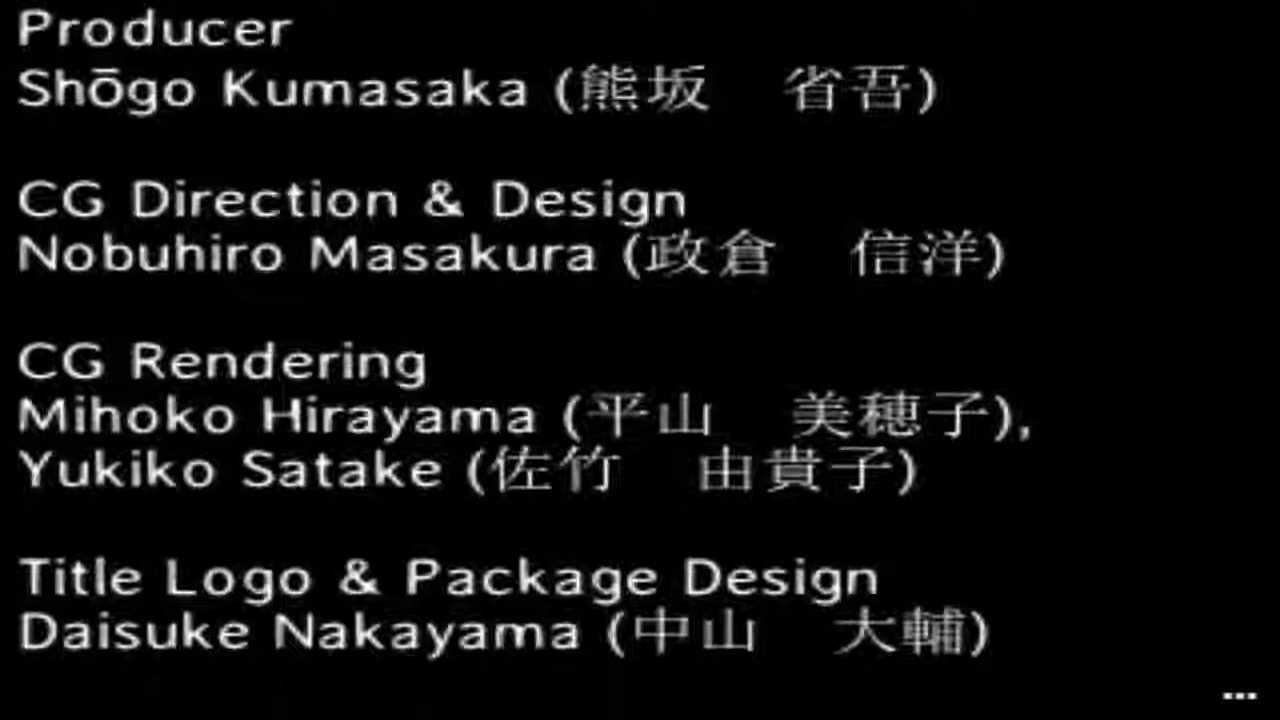 Producer
Shōgo Kumasaka (熊坂　省吾)
CG Direction & Design
Nobuhiro Masakura (政倉　信洋)
CG Rendering
Mihoko Hirayama (平山　美穂子),
Yukiko Satake (佐竹　由貴子)
Title Logo & Package Design
Daisuke Nakayama (中山　大輔)
...